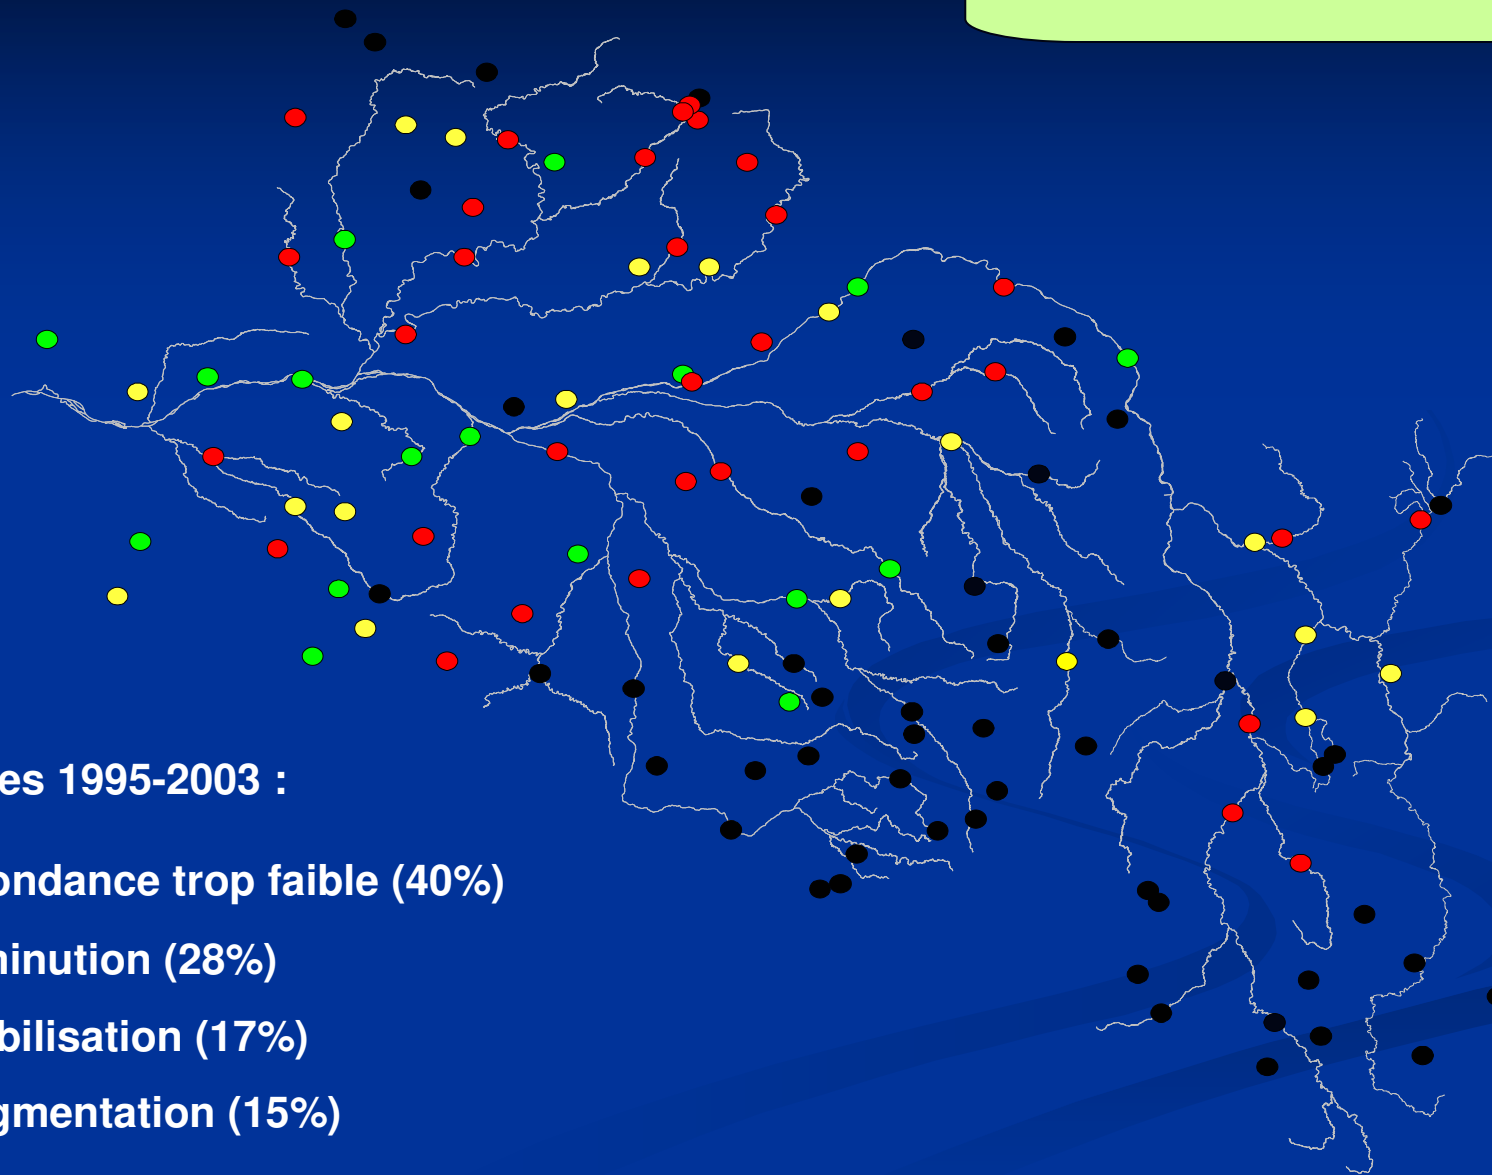 es 1995-2003 :
ondance trop faible (40%)
inution (28%)
bilisation (17%)
gmentation (15%)